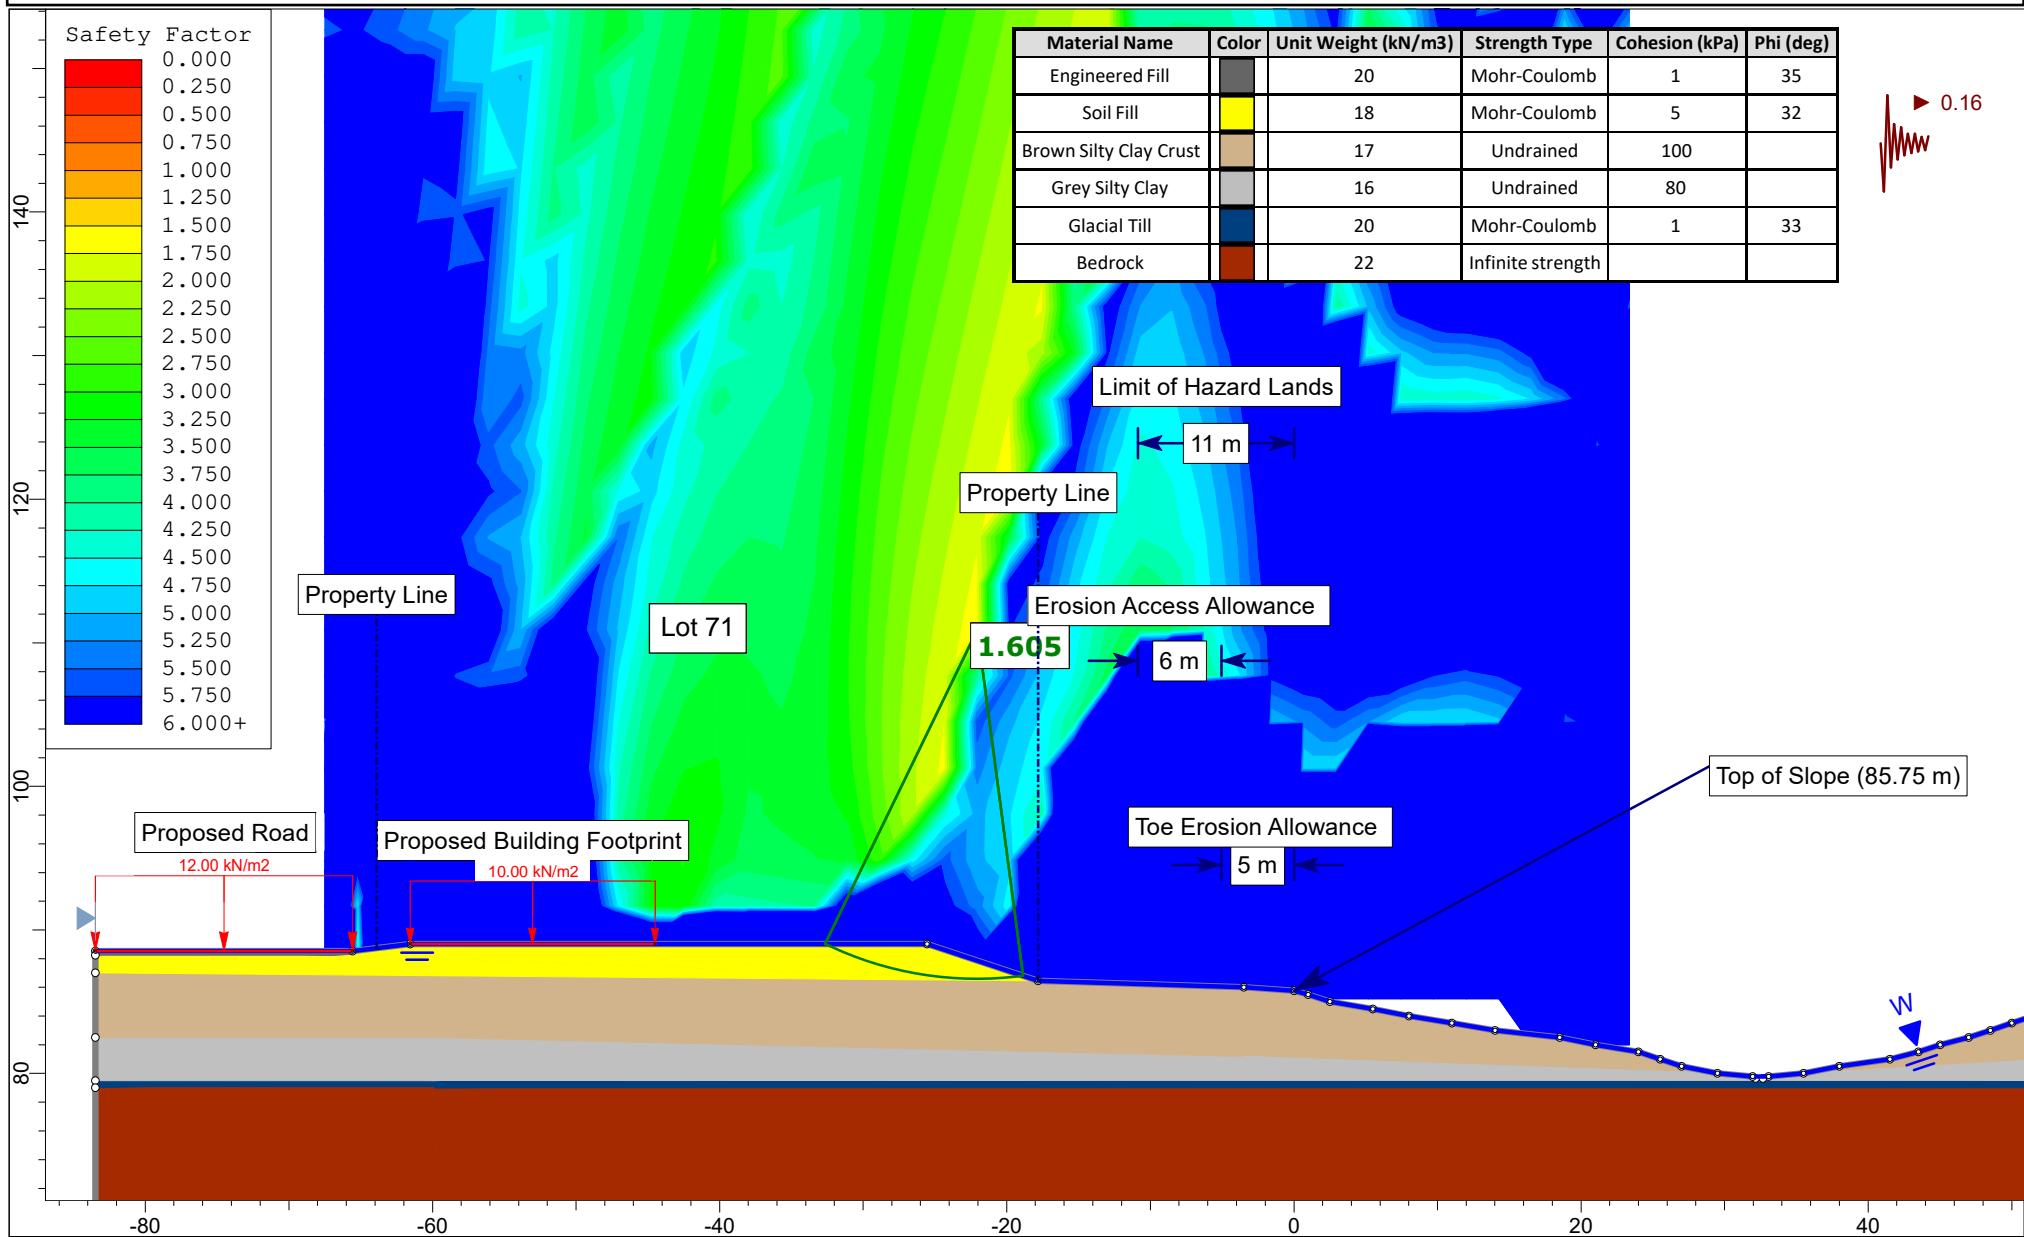 Safety Factor
0.000
0.250
0.500
0.750
1.000
1.250
1.500
1.750
2.000
2.250
2.500
2.750
3.000
3.250
3.500
3.750
4.000
4.250
4.500
4.750
5.000
5.250
5.500
5.750
6.000+
Material Name Color Unit Weight (kN/m3) Strength Type Cohesion (kPa) Phi (deg)
Engineered Fill 20 Mohr-Coulomb 1 35
Soil Fill 18 Mohr-Coulomb 5 32
Brown Silty Clay Crust 17 Undrained 100
Grey Silty Clay 16 Undrained 80
Glacial Till 20 Mohr-Coulomb 1 33
Bedrock 22 Infinite strength
0.16
140
120
100
80
Limit of Hazard Lands
11 m
Property Line
Property Line
Erosion Access Allowance
Lot 71
1.605
6 m
Top of Slope (85.75 m)
Proposed Road
12.00 kN/m2
Proposed Building Footprint
10.00 kN/m2
Toe Erosion Allowance
5 m
W
-80 -60 -40 -20 0 20 40